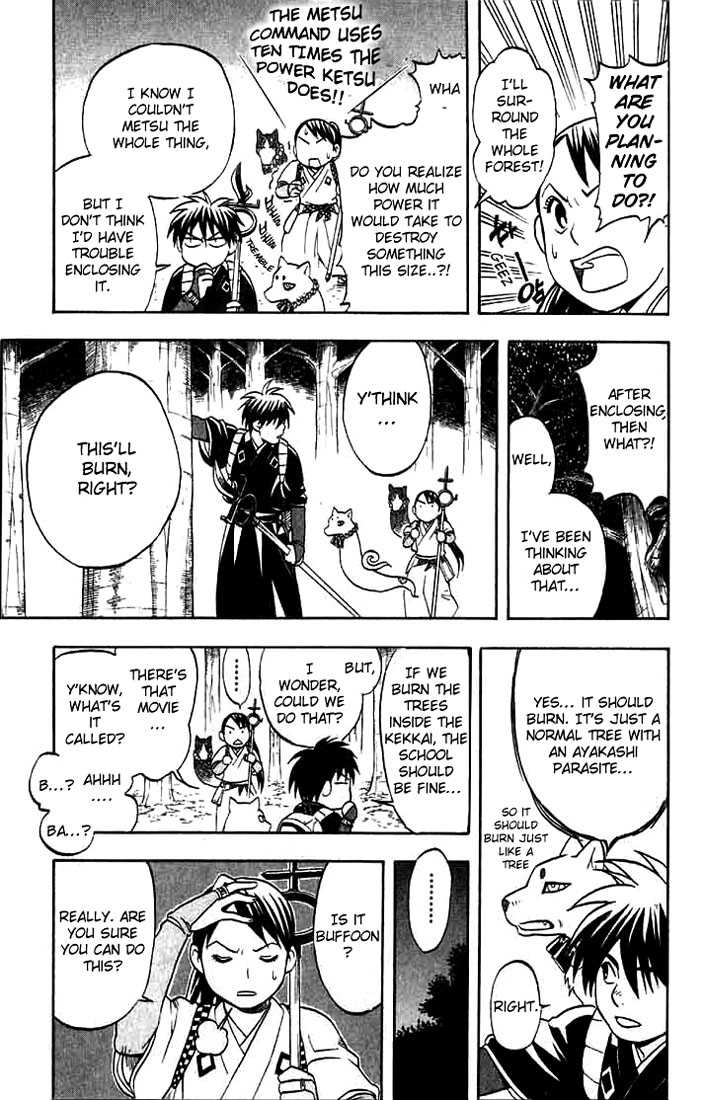 WHAT
ARE
YOU
PLAN-
NING
TO
DO?!
I'LL
SUR-
ROUND
THE
WHOLE
FOREST!
GEEZ
WHA
THE METSU
COMMAND USES
TEN TIMES THE
POWER KETSU
DOES!!
DO YOU REALIZE
HOW MUCH
POWER IT
WOULD TAKE TO
DESTROY
SOMETHING
THIS SIZE..?!
TREMBLE
I KNOW I
COULDN'T
METSU THE
WHOLE THING,
BUT I
DON'T THINK
I'D HAVE
TROUBLE
ENCLOSING
IT.
AFTER
ENCLOSING,
THEN
WHAT?!
WELL,
I'VE BEEN
THINKING
ABOUT
THAT...
Y'THINK
...
THIS'LL
BURN,
RIGHT?
YES... IT SHOULD
BURN. IT'S JUST A
NORMAL TREE WITH
AN AYAKASHI
PARASITE...
SO IT
SHOULD
BURN JUST
LIKE A
TREE
RIGHT.
IF WE
BURN THE
TREES
INSIDE THE
KEKKAI, THE
SCHOOL
SHOULD
BE FINE...
BUT,
I
WONDER,
COULD WE
DO THAT?
........
THERE'S
THAT
MOVIE
...
Y'KNOW,
WHAT'S
IT
CALLED?
AHHH
....
B...?
BA...?
........
IS IT
BUFFOON
?
REALLY. ARE
YOU SURE
YOU CAN DO
THIS?